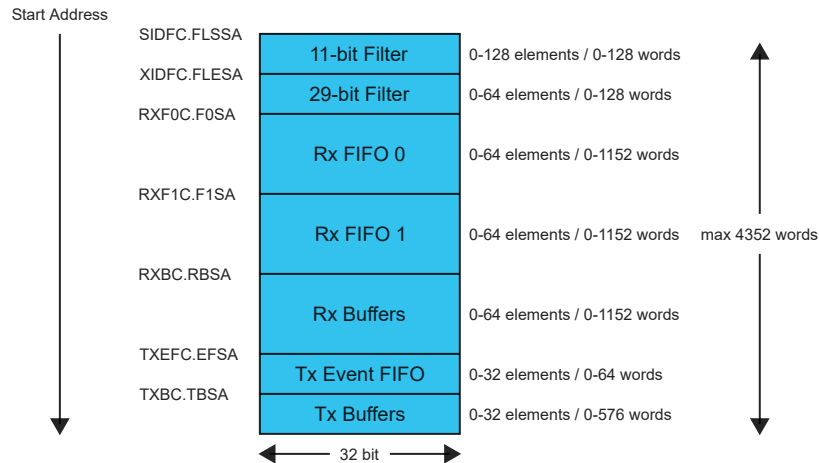 Start Address
SIDFC.FLSSA
11-bit Filter
0-128 elements / 0-128 words
XIDFC.FLESA
29-bit Filter
0-64 elements / 0-128 words
RXF0C.F0SA
Rx FIFO 0
0-64 elements / 0-1152 words
RXF1C.F1SA
Rx FIFO 1
0-64 elements / 0-1152 words
max 4352 words
RXBC.RBSA
Rx Buffers
0-64 elements / 0-1152 words
TXEFC.EFSA
Tx Event FIFO
0-32 elements / 0-64 words
TXBC.TBSA
Tx Buffers
0-32 elements / 0-576 words
32 bit